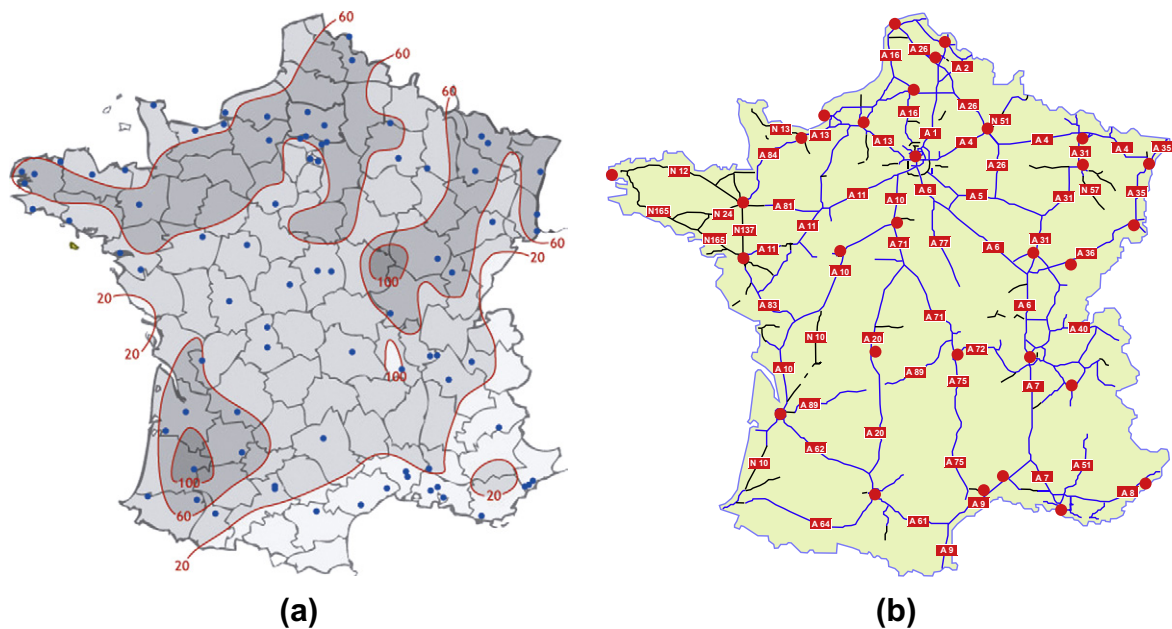 60
60
60
60
20
20
20
100
100
100
60
20
20
A 16
A 26
A 2
A 26
A 16
N 51
N 13
A 13
A 13
A 1
A 4
A 4
A 4
A 35
A 84
A 31
A 26
N 12
A 6
N 57
A 11
A 10
A 5
A 31
A 35
A 81
N165
N 24
N137
A 11
N165
A 11
A 71
A 77
A 6
A 31
A 36
A 10
A 83
A 6
A 71
N 10
A 40
A 20
A 72
A 10
A 89
A 75
A 7
A 89
A 20
A 62
N 10
A 75
A 51
A 7
A 8
A 9
A 64
A 61
A 9
(a)
(b)